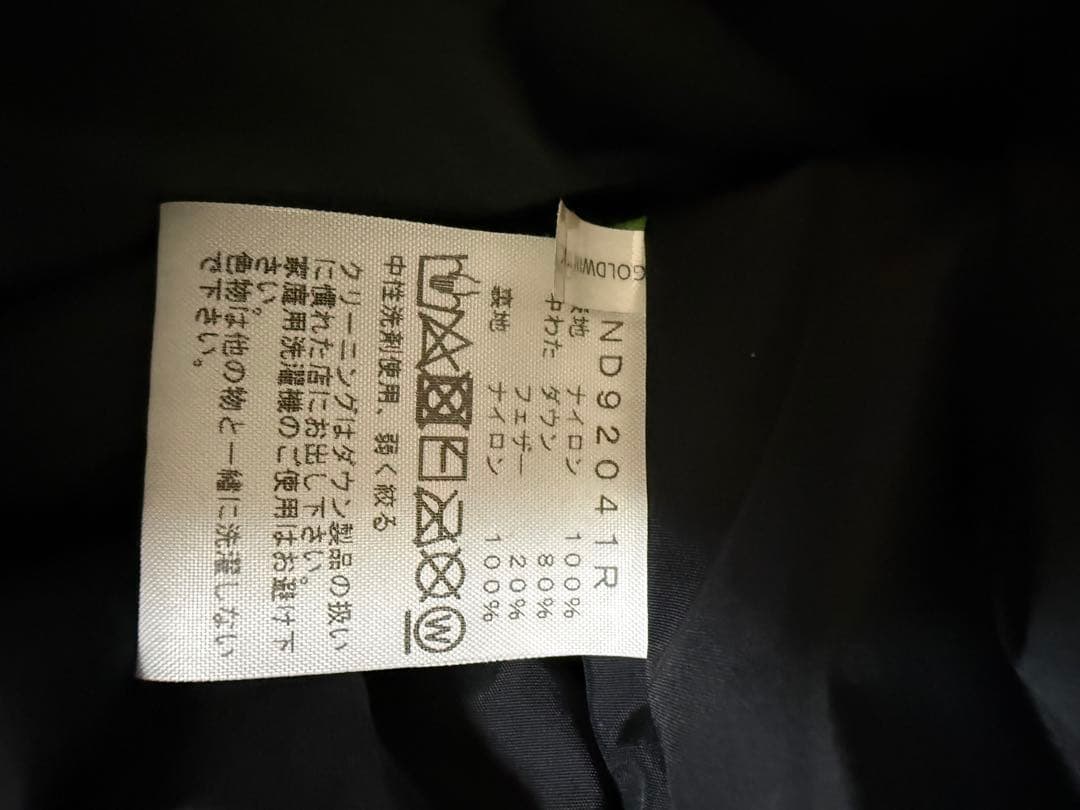 GOLDWIN
ND92041R
表地 ナイロン 100%
中わた ダウン 80%
フェザー 20%
裏地 ナイロン 100%
W
中性洗剤使用、弱く絞る
クリーニングはダウン製品の扱い
に慣れた店にお出し下さい。
家庭用洗濯機のご使用はお避け下
さい。
色物は他の物と一緒に洗濯しない
で下さい。